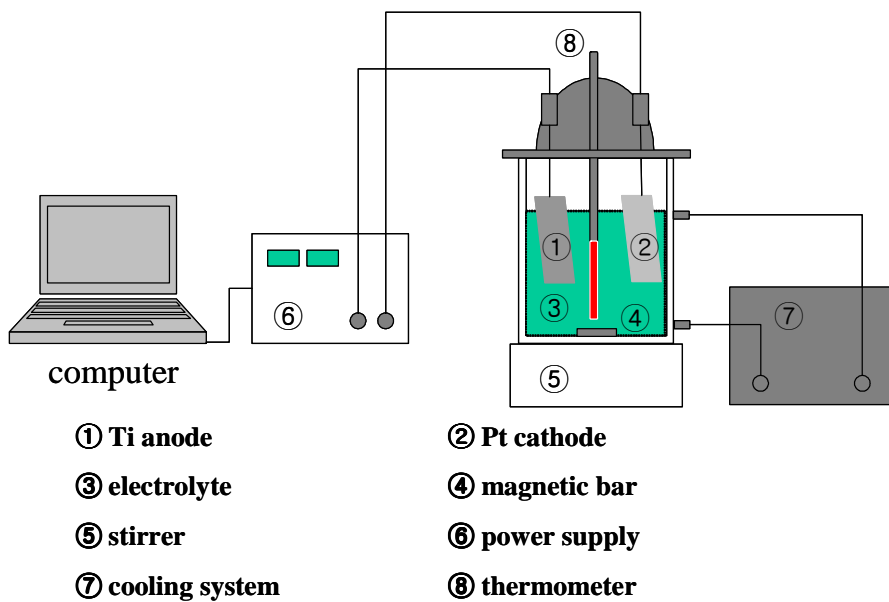 ⑧
① ②
③ ④
⑥ ⑦
⑤
computer
① Ti anode ② Pt cathode
③ electrolyte ④ magnetic bar
⑤ stirrer ⑥ power supply
⑦ cooling system ⑧ thermometer